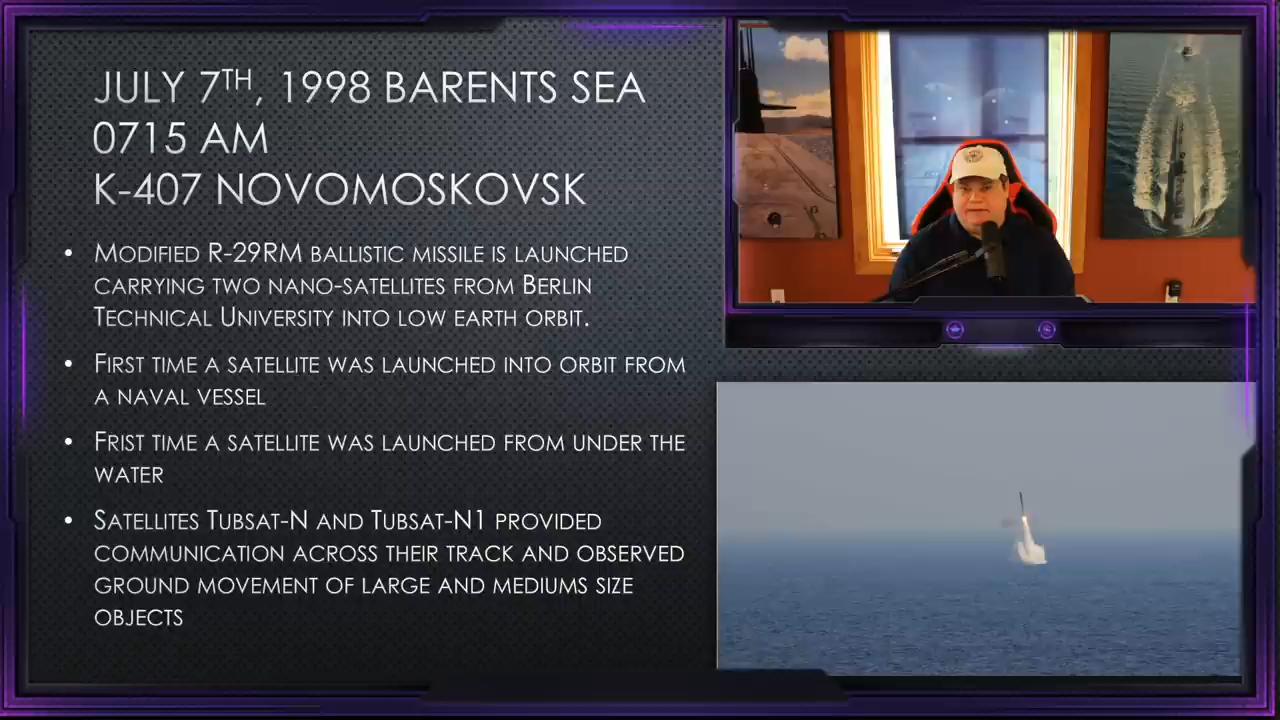 JULY 7TH, 1998 BARENTS SEA
0715 AM
K-407 NOVOMOSKOVSK
• MODIFIED R-29RM BALLISTIC MISSILE IS LAUNCHED
CARRYING TWO NANO-SATELLITES FROM BERLIN
TECHNICAL UNIVERSITY INTO LOW EARTH ORBIT.
• FIRST TIME A SATELLITE WAS LAUNCHED INTO ORBIT FROM
A NAVAL VESSEL
• FRIST TIME A SATELLITE WAS LAUNCHED FROM UNDER THE
WATER
• SATELLITES TUBSAT-N AND TUBSAT-N1 PROVIDED
COMMUNICATION ACROSS THEIR TRACK AND OBSERVED
GROUND MOVEMENT OF LARGE AND MEDIUMS SIZE
OBJECTS